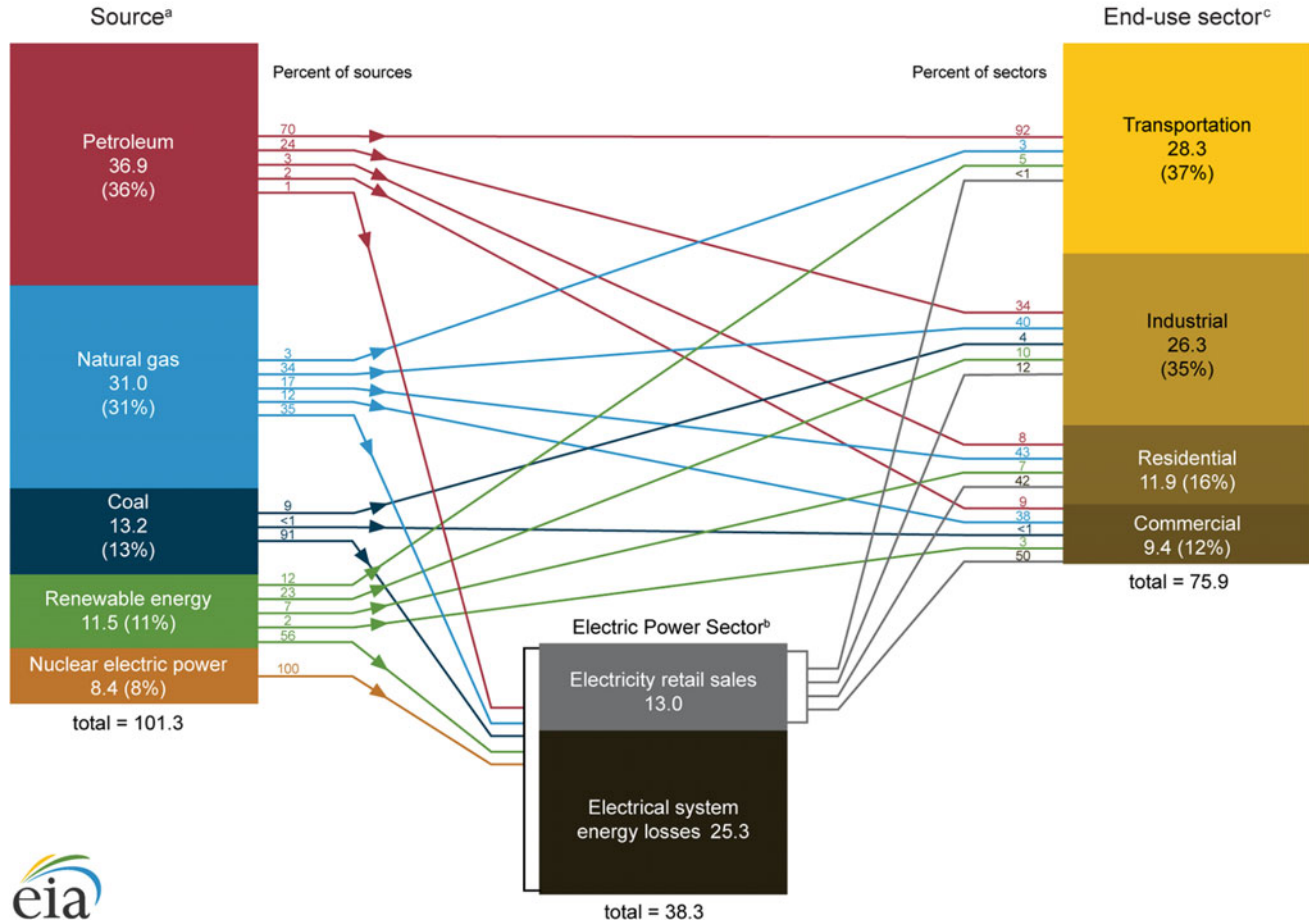 Sourceᵃ
End-use sectorᶜ
Percent of sources
Percent of sectors
Petroleum
36.9
(36%)
70
24
3
2
1
Natural gas
31.0
(31%)
3
34
17
12
35
Coal
13.2
(13%)
9
<1
91
Renewable energy
11.5 (11%)
12
23
7
2
56
Nuclear electric power
8.4 (8%)
100
total = 101.3
92
3
5
<1
Transportation
28.3
(37%)
34
40
4
10
12
Industrial
26.3
(35%)
8
43
7
42
Residential
11.9 (16%)
9
38
<1
3
50
Commercial
9.4 (12%)
total = 75.9
Electric Power Sectorᵇ
Electricity retail sales
13.0
Electrical system
energy losses 25.3
total = 38.3
eia